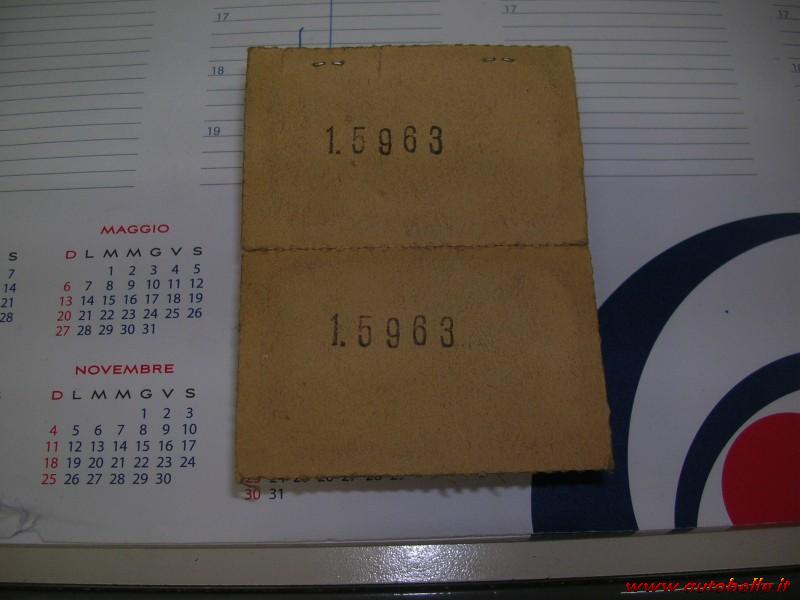 17
17
18
19
1.5963
1.5963
S
7
14
21
28
MAGGIO
D L M M G V S
1 2 3 4 5
6 7 8 9 10 11 12
13 14 15 16 17 18 19
20 21 22 23 24 25 26
27 28 29 30 31
NOVEMBRE
D L M M G V S
1 2 3
4 5 6 7 8 9 10
11 12 13 14 15 16 17
18 19 20 21 22 23 24
25 26 27 28 29 30
30 31
www.autobella.it